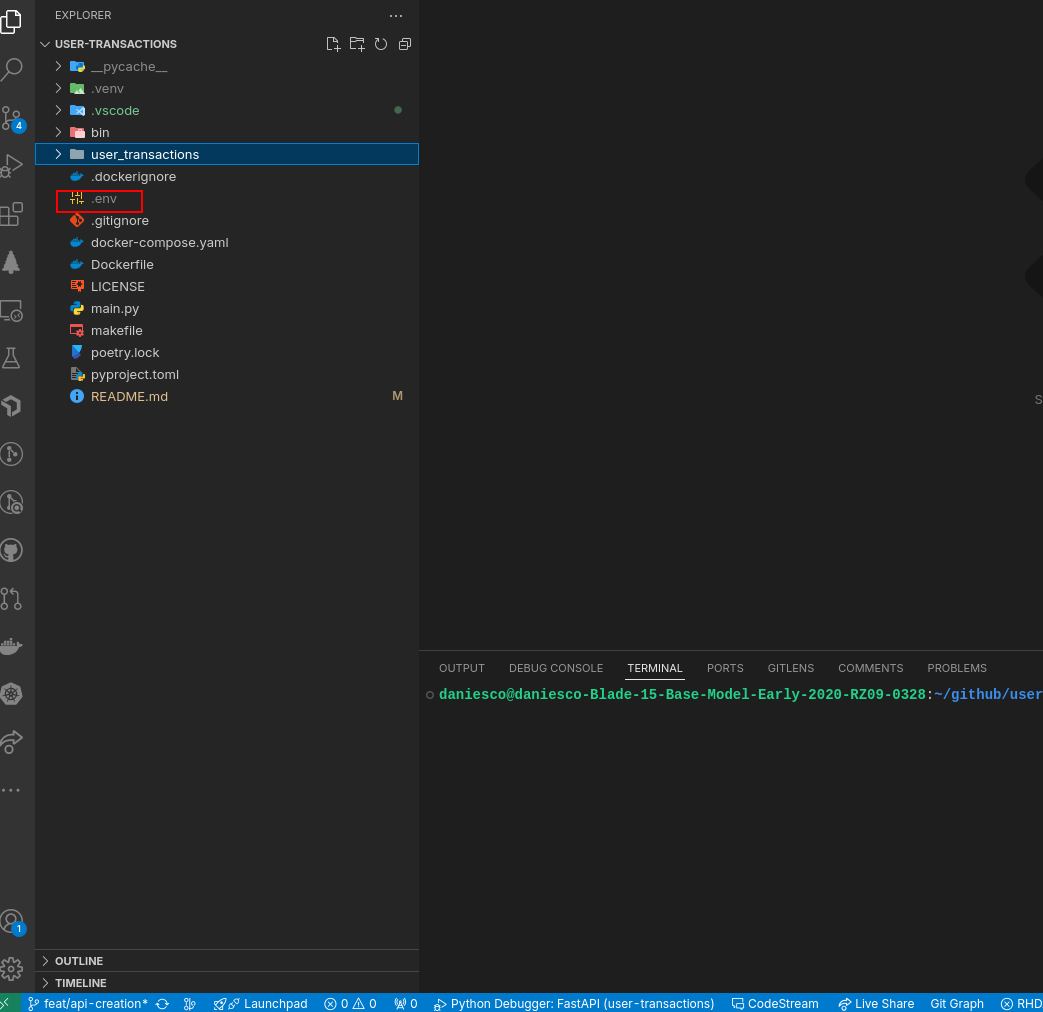 EXPLORER
USER-TRANSACTIONS
__pycache__
.venv
.vscode
4
bin
user_transactions
.dockerignore
.env
.gitignore
docker-compose.yaml
Dockerfile
LICENSE
main.py
makefile
poetry.lock
pyproject.toml
README.md M
S
OUTPUT DEBUG CONSOLE TERMINAL PORTS GITLENS COMMENTS PROBLEMS
daniesco@daniesco-Blade-15-Base-Model-Early-2020-RZ09-0328:~/github/user
1
OUTLINE
TIMELINE
feat/api-creation* Launchpad 0 0 0 Python Debugger: FastAPI (user-transactions) CodeStream Live Share Git Graph RHD